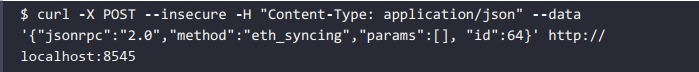 $ curl -X POST --insecure -H "Content-Type: application/json" --data
'{"jsonrpc":"2.0","method":"eth_syncing","params":[], "id":64}' http://
localhost:8545